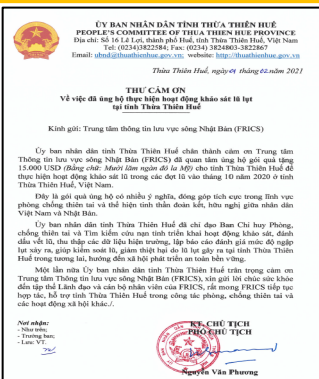 ỦY BAN NHÂN DÂN TỈNH THỪA THIÊN HUẾ
PEOPLE'S COMMITTEE OF THUA THIEN HUE PROVINCE
Địa chỉ: Số 16 Lê Lợi, thành phố Huế, tỉnh Thừa Thiên Huế, Việt Nam
Tel: (0234)3822584; Fax: (0234) 3824803-3822867
Email: ubnd@thuathienhue.gov.vn; website: http://thuathienhue.gov.vn
Thừa Thiên Huế, ngày 01 tháng 02 năm 2021
THƯ CẢM ƠN
Về việc đã ủng hộ thực hiện hoạt động khảo sát lũ lụt
tại tỉnh Thừa Thiên Huế
Kính gửi: Trung tâm thông tin lưu vực sông Nhật Bản (FRICS)
Ủy ban nhân dân tỉnh Thừa Thiên Huế chân thành cảm ơn Trung tâm
Thông tin lưu vực sông Nhật Bản (FRICS) đã quan tâm ủng hộ gói quà tặng
15.000 USD (Bằng chữ: Mười lăm ngàn đô la Mỹ) cho tỉnh Thừa Thiên Huế để
thực hiện hoạt động khảo sát lũ trong các đợt lũ vào tháng 10 năm 2020 ở tỉnh
Thừa Thiên Huế, Việt Nam.
Đây là gói quà ủng hộ có nhiều ý nghĩa, đóng góp tích cực trong lĩnh vực
phòng chống thiên tai và thể hiện tinh thần đoàn kết, hữu nghị giữa nhân dân
Việt Nam và Nhật Bản.
Ủy ban nhân dân tỉnh Thừa Thiên Huế đã chỉ đạo Ban Chỉ huy Phòng,
chống thiên tai và Tìm kiếm cứu nạn tỉnh triển khai hoạt động khảo sát, đánh
dấu vết lũ, thu thập các dữ liệu hiện trường, lập báo cáo đánh giá mức độ ngập
lụt xảy ra, giúp kiểm soát lũ, giảm thiệt hại do lũ lụt gây ra tại tỉnh Thừa Thiên
Huế trong tương lai, hướng đến xã hội phát triển an toàn bền vững.
Một lần nữa Ủy ban nhân dân tỉnh Thừa Thiên Huế trân trọng cảm ơn
Trung tâm Thông tin lưu vực sông Nhật Bản (FRICS), xin gửi lời chúc sức khỏe
đến tập thể Lãnh đạo và cán bộ nhân viên của FRICS, rất mong FRICS tiếp tục
hợp tác, hỗ trợ tỉnh Thừa Thiên Huế trong công tác phòng, chống thiên tai và
các hoạt động xã hội khác./.
Nơi nhận:
- Như trên;
- Trưởng ban;
- Lưu: VT.
KT. CHỦ TỊCH
PHÓ CHỦ TỊCH
Nguyễn Văn Phương